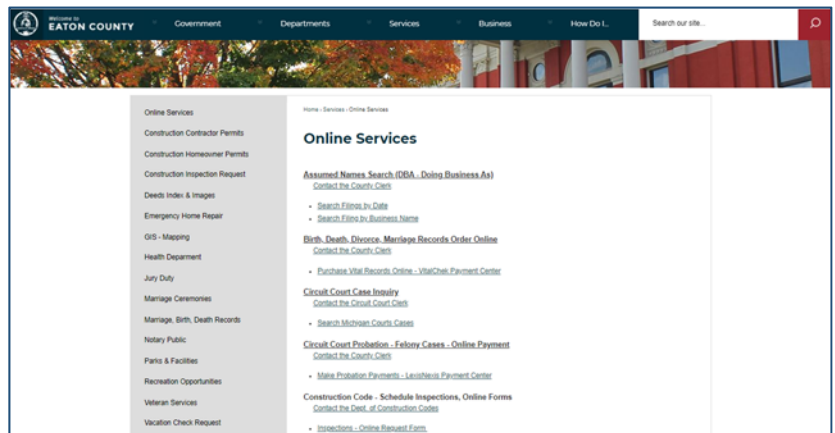 Welcome to
EATON COUNTY
Government
Departments
Services
Business
How Do I...
Search our site...
Online Services
Construction Contractor Permits
Construction Homeowner Permits
Construction Inspection Request
Deeds Index & Images
Emergency Home Repair
GIS - Mapping
Health Deparment
Jury Duty
Marriage Ceremonies
Marriage, Birth, Death Records
Notary Public
Parks & Facilities
Recreation Opportunities
Veteran Services
Vacation Check Request
Home › Services › Online Services
Online Services
Assumed Names Search (DBA - Doing Business As)
Contact the County Clerk
• Search Filings by Date
• Search Filing by Business Name
Birth, Death, Divorce, Marriage Records Order Online
Contact the County Clerk
• Purchase Vital Records Online - VitalChek Payment Center
Circuit Court Case Inquiry
Contact the Circuit Court Clerk
• Search Michigan Courts Cases
Circuit Court Probation - Felony Cases - Online Payment
Contact the County Clerk
• Make Probation Payments - LexisNexis Payment Center
Construction Code - Schedule Inspections, Online Forms
Contact the Dept. of Construction Codes
• Inspections - Online Request Form